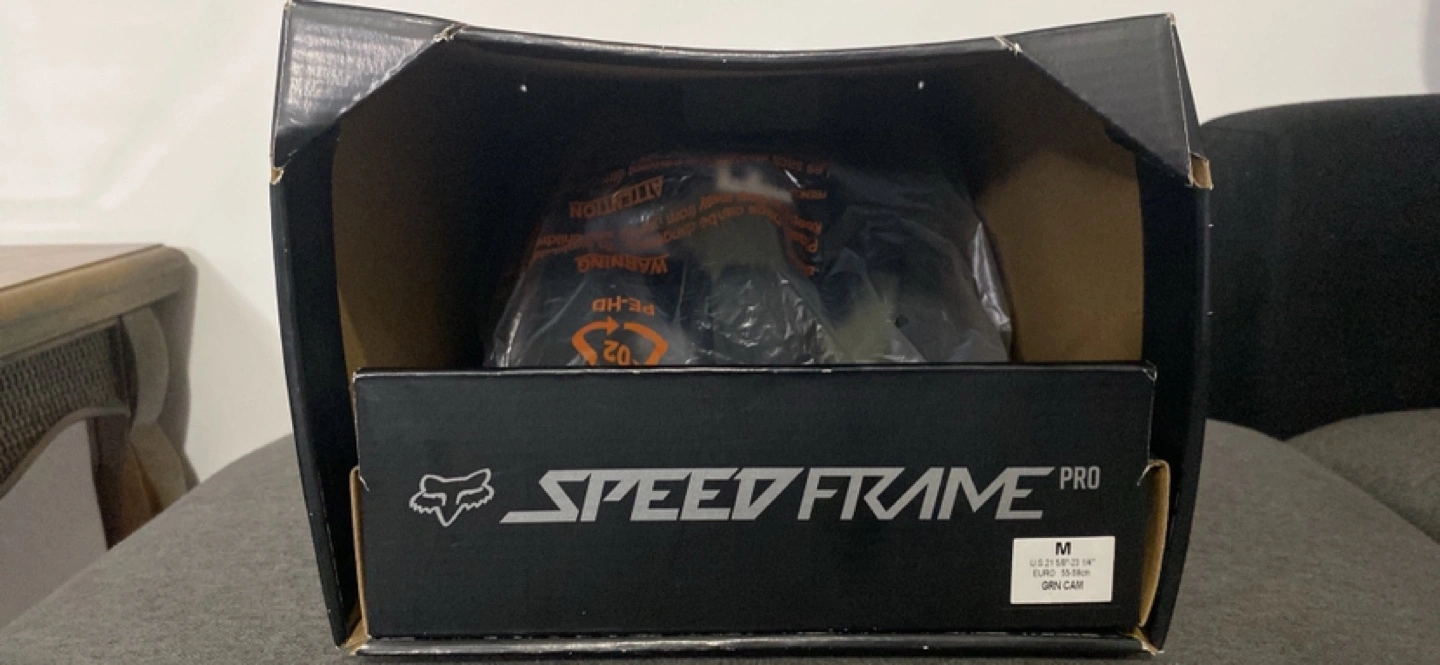 ATTENTION
WARNING
PE-HD
02
SPEEDFRAME PRO
M
U.S 21 5/8"-23 1/4"
EURO 55-59cm
GRN CAM